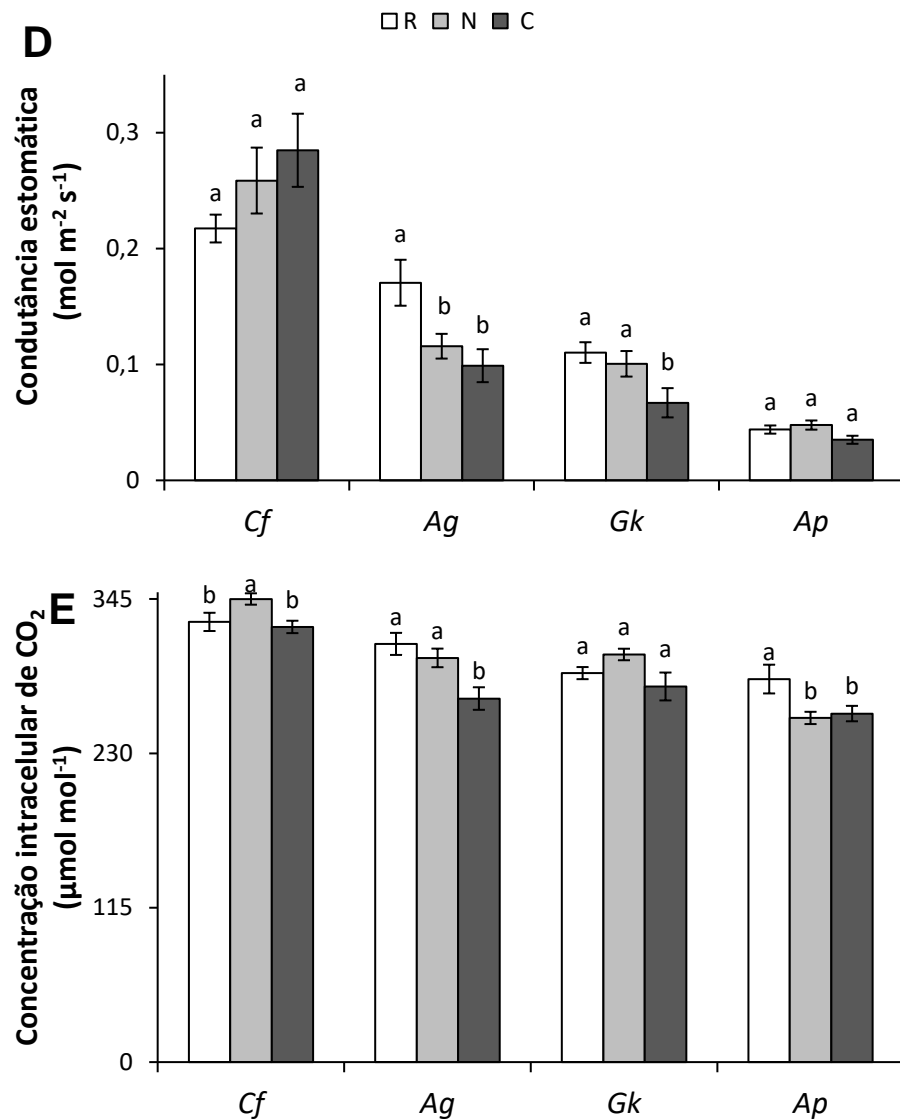 R N C
D
Condutância estomática
(mol m⁻² s⁻¹)
0,3
0,2
0,1
0
a a a
a b b
a a b
a a a
Cf Ag Gk Ap
E
Concentração intracelular de CO₂
(µmol mol⁻¹)
345
230
115
0
b a b
a a b
a a a
a b b
Cf Ag Gk Ap